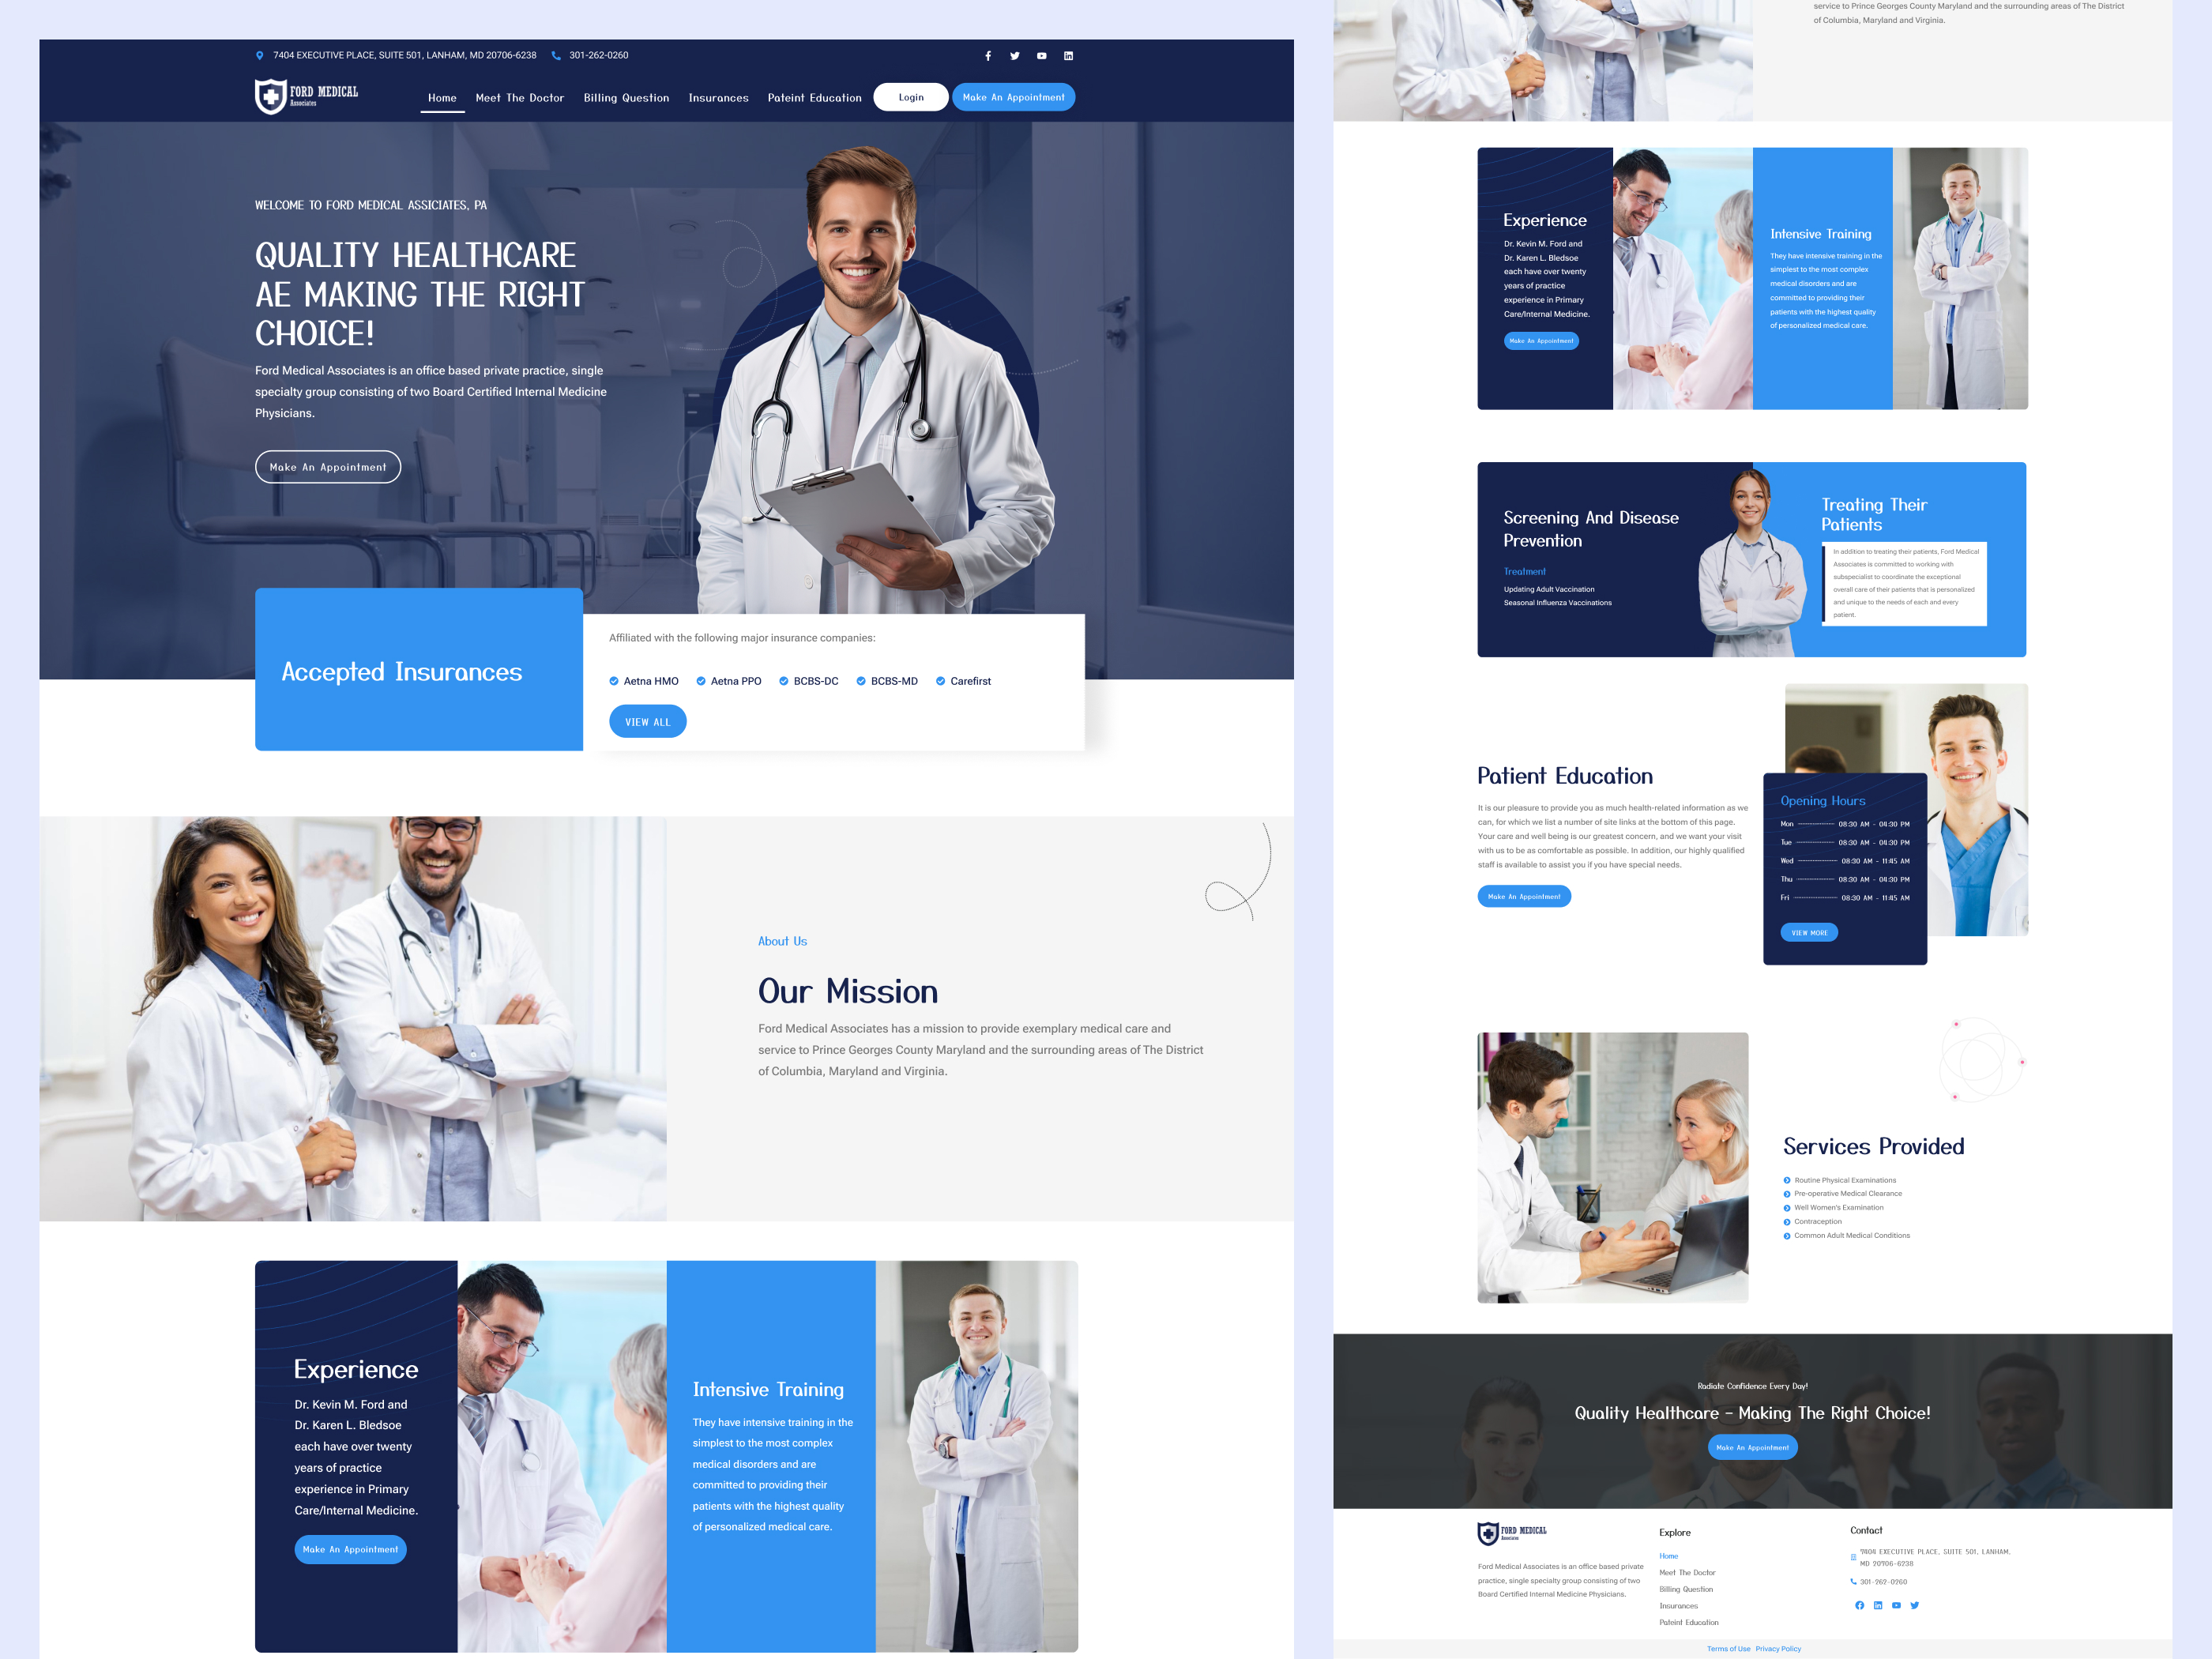 7404 EXECUTIVE PLACE, SUITE 501, LANHAM, MD 20706-6238 301-262-0260
FORD MEDICAL
Associates
Home Meet The Doctor Billing Question Insurances Pateint Education Login Make An Appointment
WELCOME TO FORD MEDICAL ASSICIATES, PA
QUALITY HEALTHCARE
AE MAKING THE RIGHT
CHOICE!
Ford Medical Associates is an office based private practice, single
specialty group consisting of two Board Certified Internal Medicine
Physicians.
Make An Appointment
Accepted Insurances
Affiliated with the following major insurance companies:
Aetna HMO Aetna PPO BCBS-DC BCBS-MD Carefirst
VIEW ALL
About Us
Our Mission
Ford Medical Associates has a mission to provide exemplary medical care and
service to Prince Georges County Maryland and the surrounding areas of The District
of Columbia, Maryland and Virginia.
Experience
Dr. Kevin M. Ford and
Dr. Karen L. Bledsoe
each have over twenty
years of practice
experience in Primary
Care/Internal Medicine.
Make An Appointment
Intensive Training
They have intensive training in the
simplest to the most complex
medical disorders and are
committed to providing their
patients with the highest quality
of personalized medical care.
service to Prince Georges County Maryland and the surrounding areas of The District
of Columbia, Maryland and Virginia.
Experience
Dr. Kevin M. Ford and
Dr. Karen L. Bledsoe
each have over twenty
years of practice
experience in Primary
Care/Internal Medicine.
Make An Appointment
Intensive Training
They have intensive training in the
simplest to the most complex
medical disorders and are
committed to providing their
patients with the highest quality
of personalized medical care.
Screening And Disease
Prevention
Treatment
Updating Adult Vaccination
Seasonal Influenza Vaccinations
Treating Their
Patients
In addition to treating their patients, Ford Medical
Associates is committed to working with
subspecialist to coordinate the exceptional
overall care of their patients that is personalized
and unique to the needs of each and every
patient.
Patient Education
It is our pleasure to provide you as much health-related information as we
can, for which we list a number of site links at the bottom of this page.
Your care and well being is our greatest concern, and we want your visit
with us to be as comfortable as possible. In addition, our highly qualified
staff is available to assist you if you have special needs.
Make An Appointment
Opening Hours
Mon 08:30 AM - 04:30 PM
Tue 08:30 AM - 04:30 PM
Wed 08:30 AM - 11:45 AM
Thu 08:30 AM - 04:30 PM
Fri 08:30 AM - 11:45 AM
VIEW MORE
Services Provided
Routine Physical Examinations
Pre-operative Medical Clearance
Well Women's Examination
Contraception
Common Adult Medical Conditions
Radiate Confidence Every Day!
Quality Healthcare - Making The Right Choice!
Make An Appointment
FORD MEDICAL
Associates
Ford Medical Associates is an office based private
practice, single specialty group consisting of two
Board Certified Internal Medicine Physicians.
Explore
Home
Meet The Doctor
Billing Question
Insurances
Pateint Education
Contact
7404 EXECUTIVE PLACE, SUITE 501, LANHAM,
MD 20706-6238
301-262-0260
Terms of Use Privacy Policy